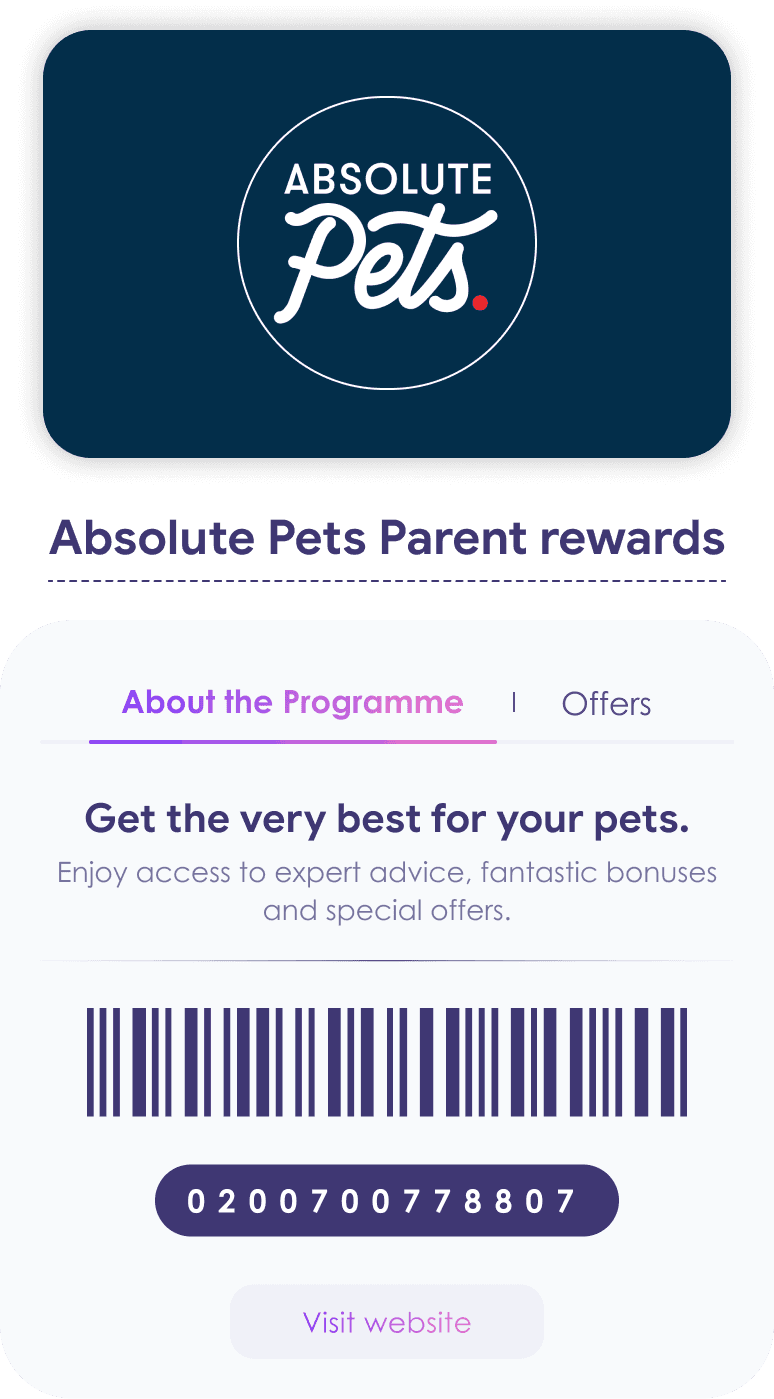 ABSOLUTE
Pets.
Absolute Pets Parent rewards
About the Programme | Offers
Get the very best for your pets.
Enjoy access to expert advice, fantastic bonuses
and special offers.
0200700778807
Visit website